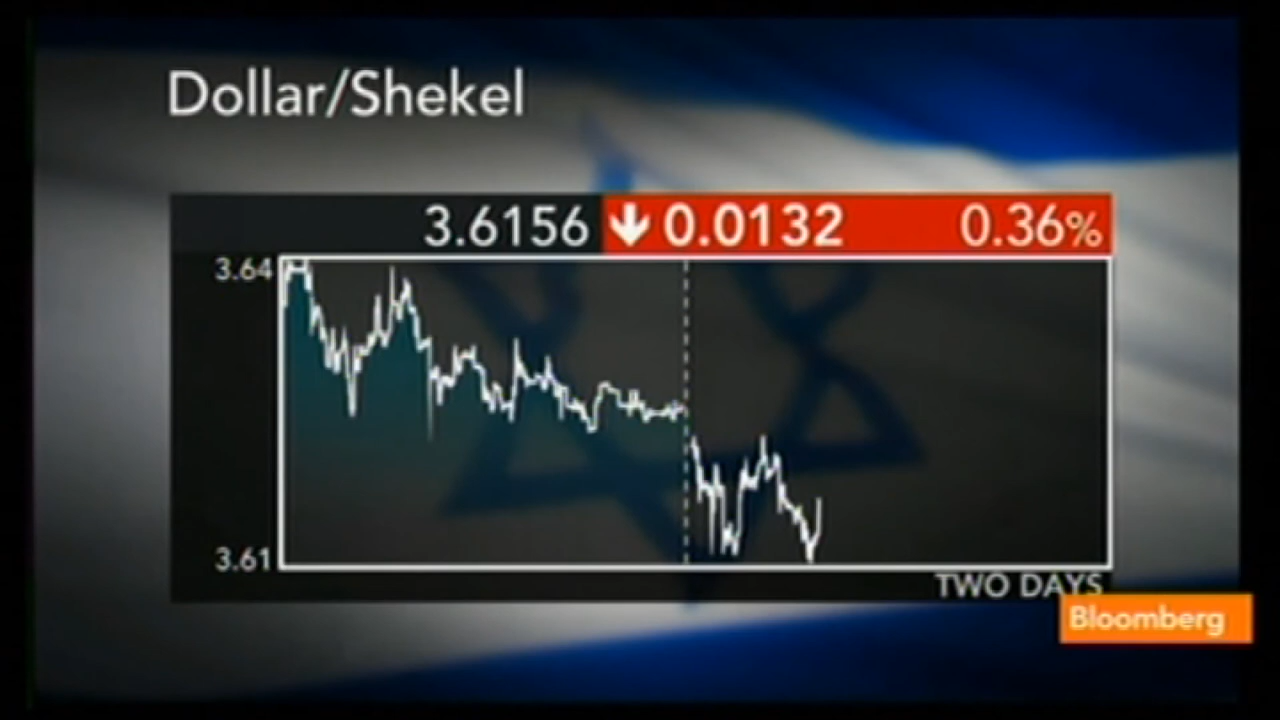 Dollar/Shekel
3.6156 ↓ 0.0132 0.36%
3.64
3.61
TWO DAYS
Bloomberg